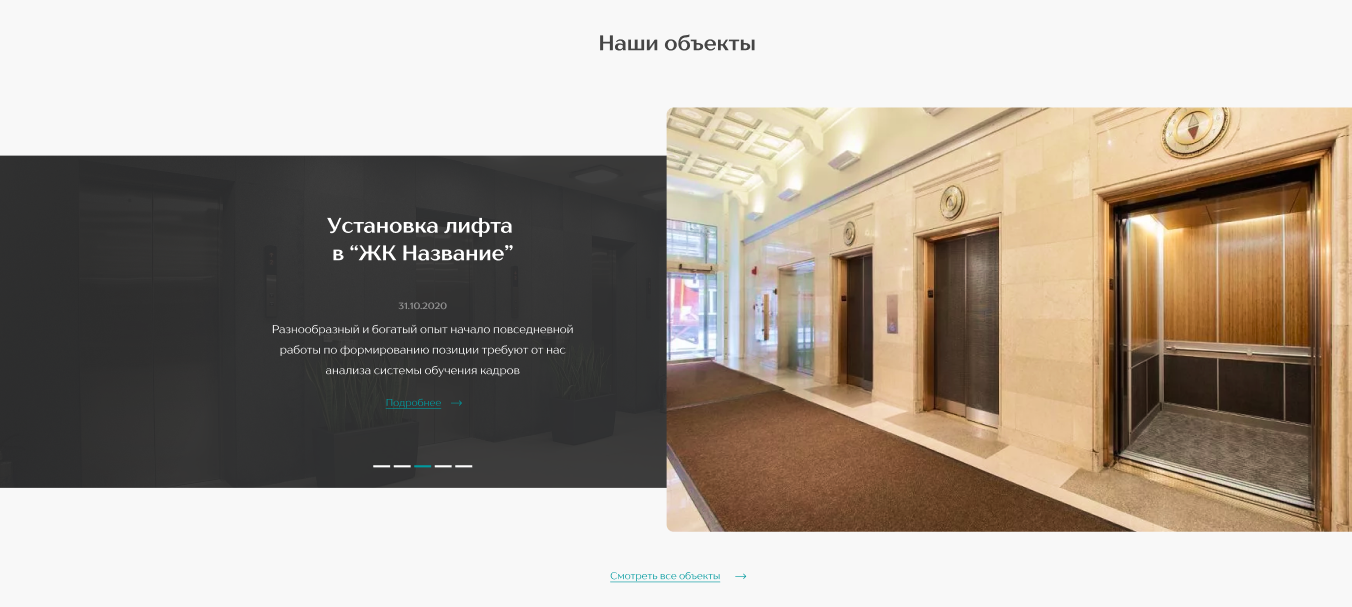 Наши объекты
Установка лифта
в “ЖК Название”
31.10.2020
Разнообразный и богатый опыт начало повседневной
работы по формированию позиции требуют от нас
анализа системы обучения кадров
Подробнее
Смотреть все объекты